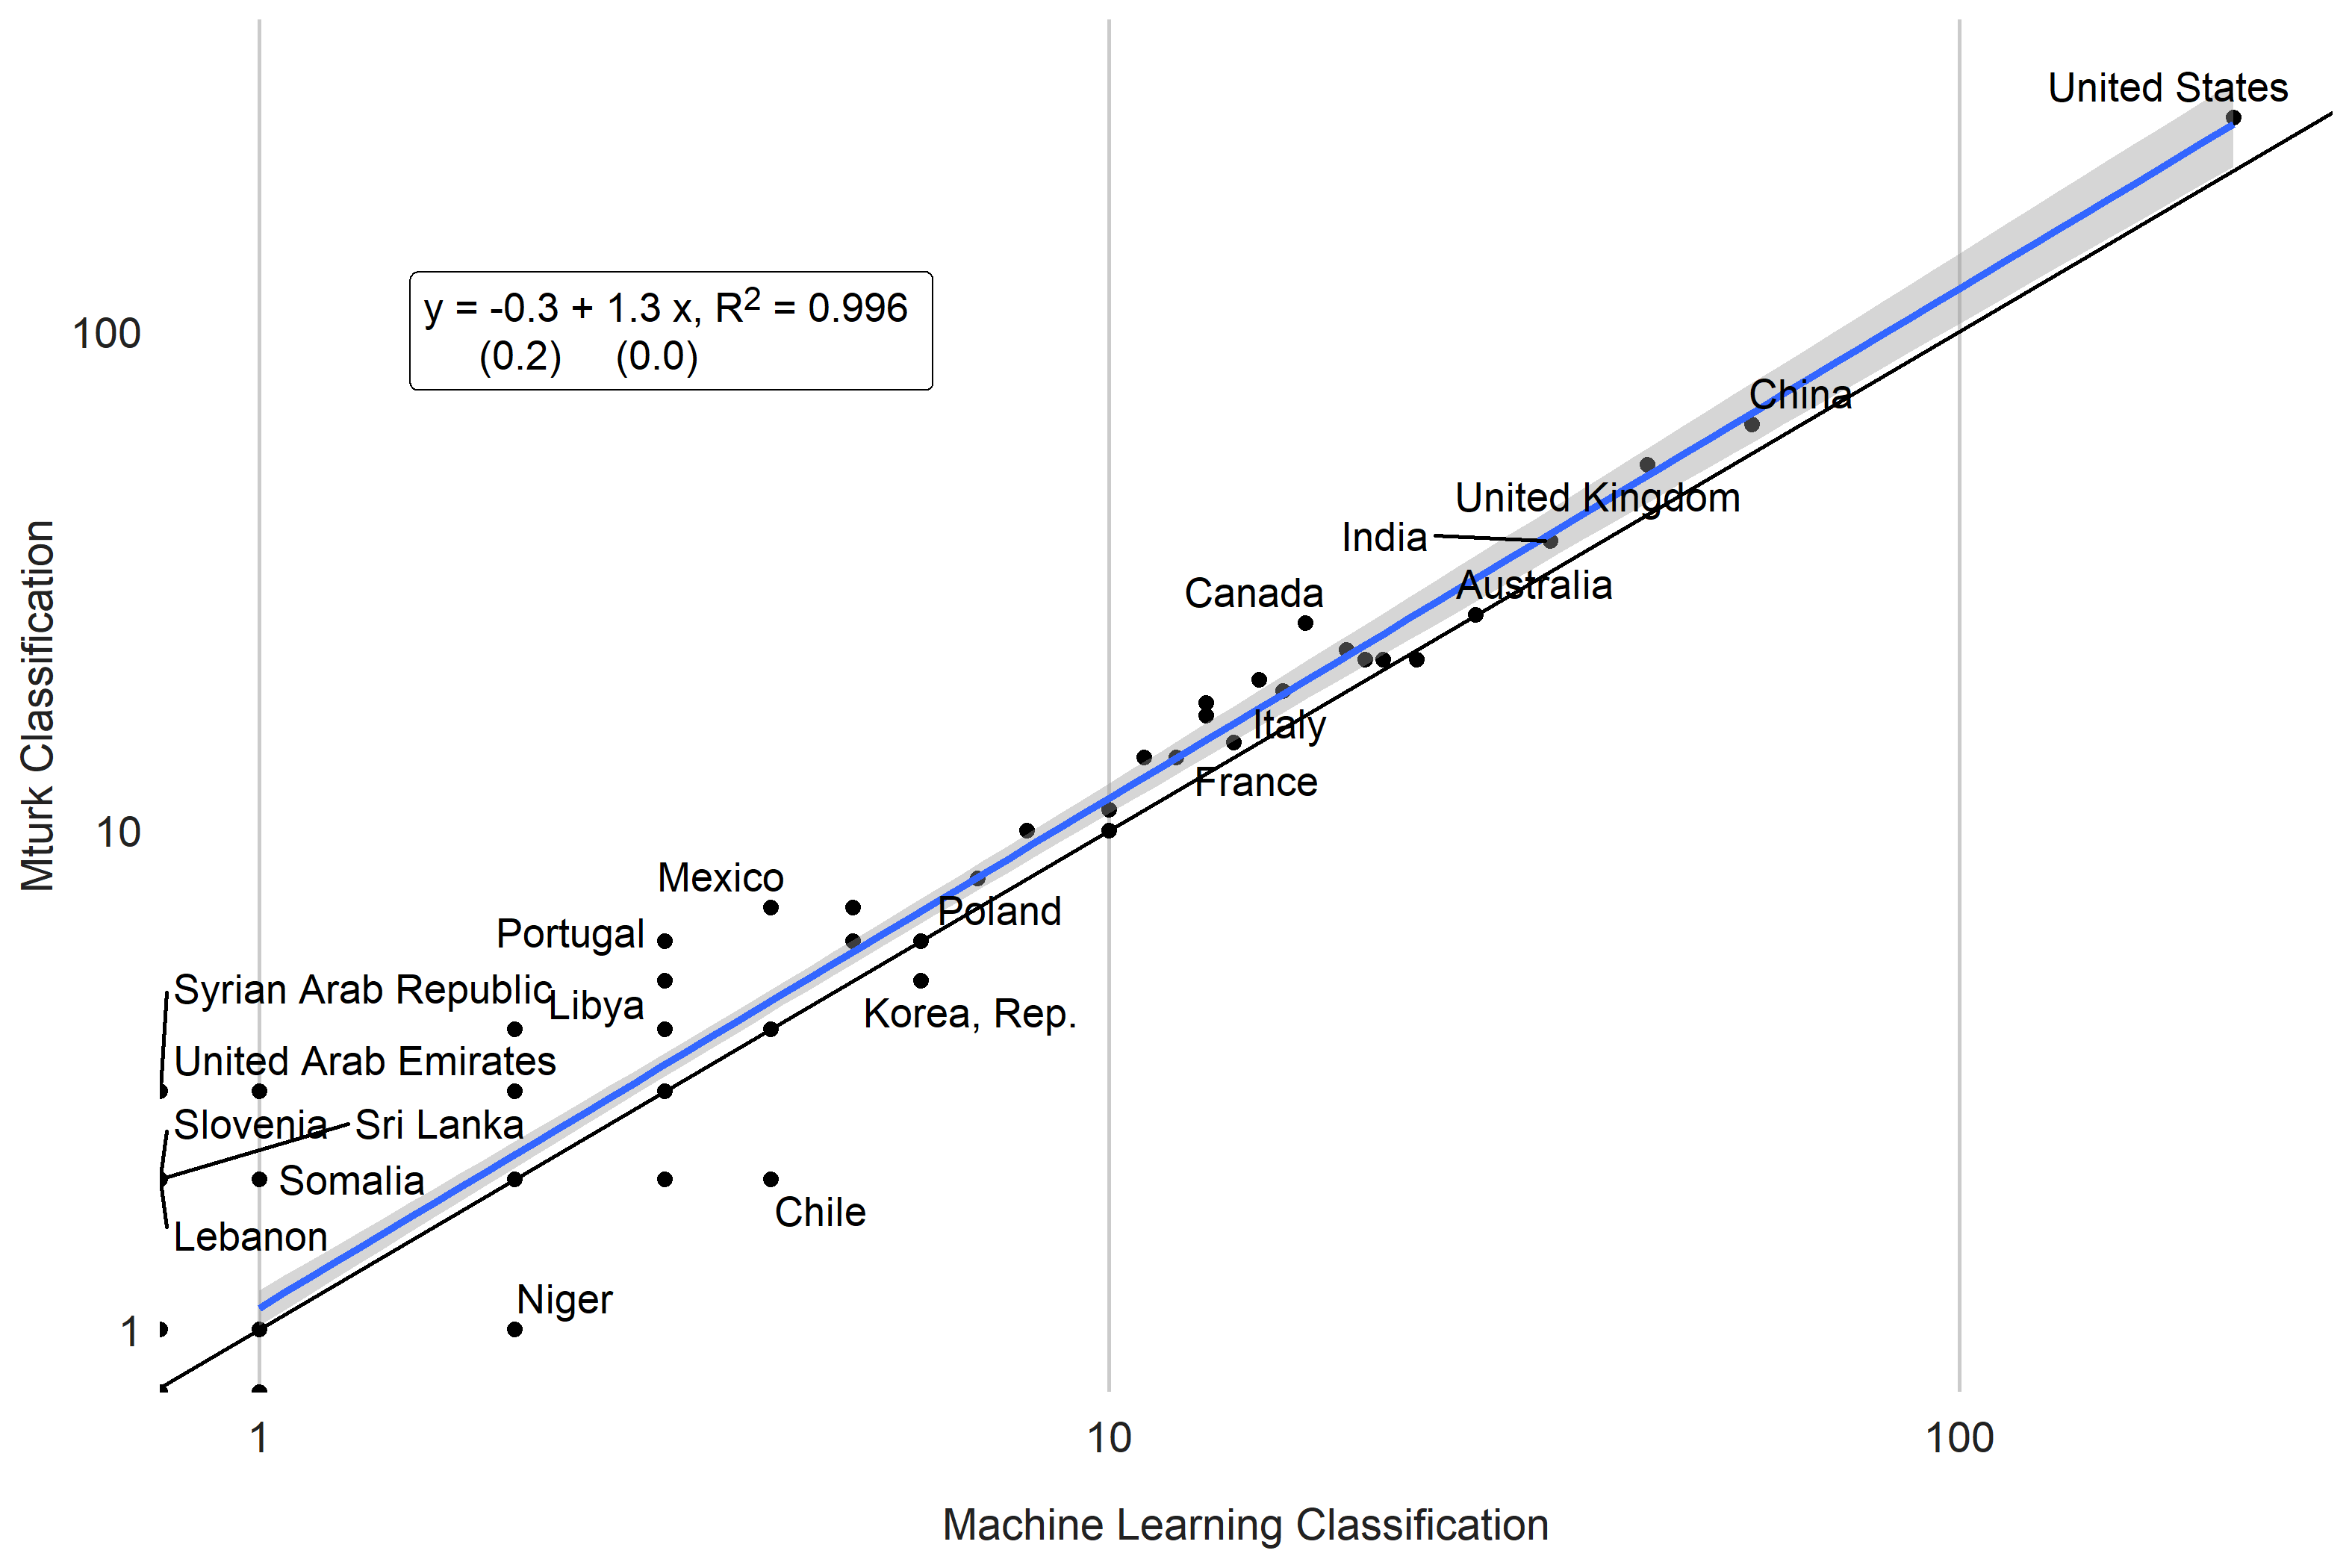 United States
y = -0.3 + 1.3 x, R² = 0.996
(0.2) (0.0)
100
China
United Kingdom
India
Australia
Canada
Italy
France
10
Mexico
Poland
Portugal
Syrian Arab Republic
Libya
Korea, Rep.
United Arab Emirates
Slovenia
Sri Lanka
Somalia
Chile
Lebanon
Niger
1
Mturk Classification
1
10
100
Machine Learning Classification